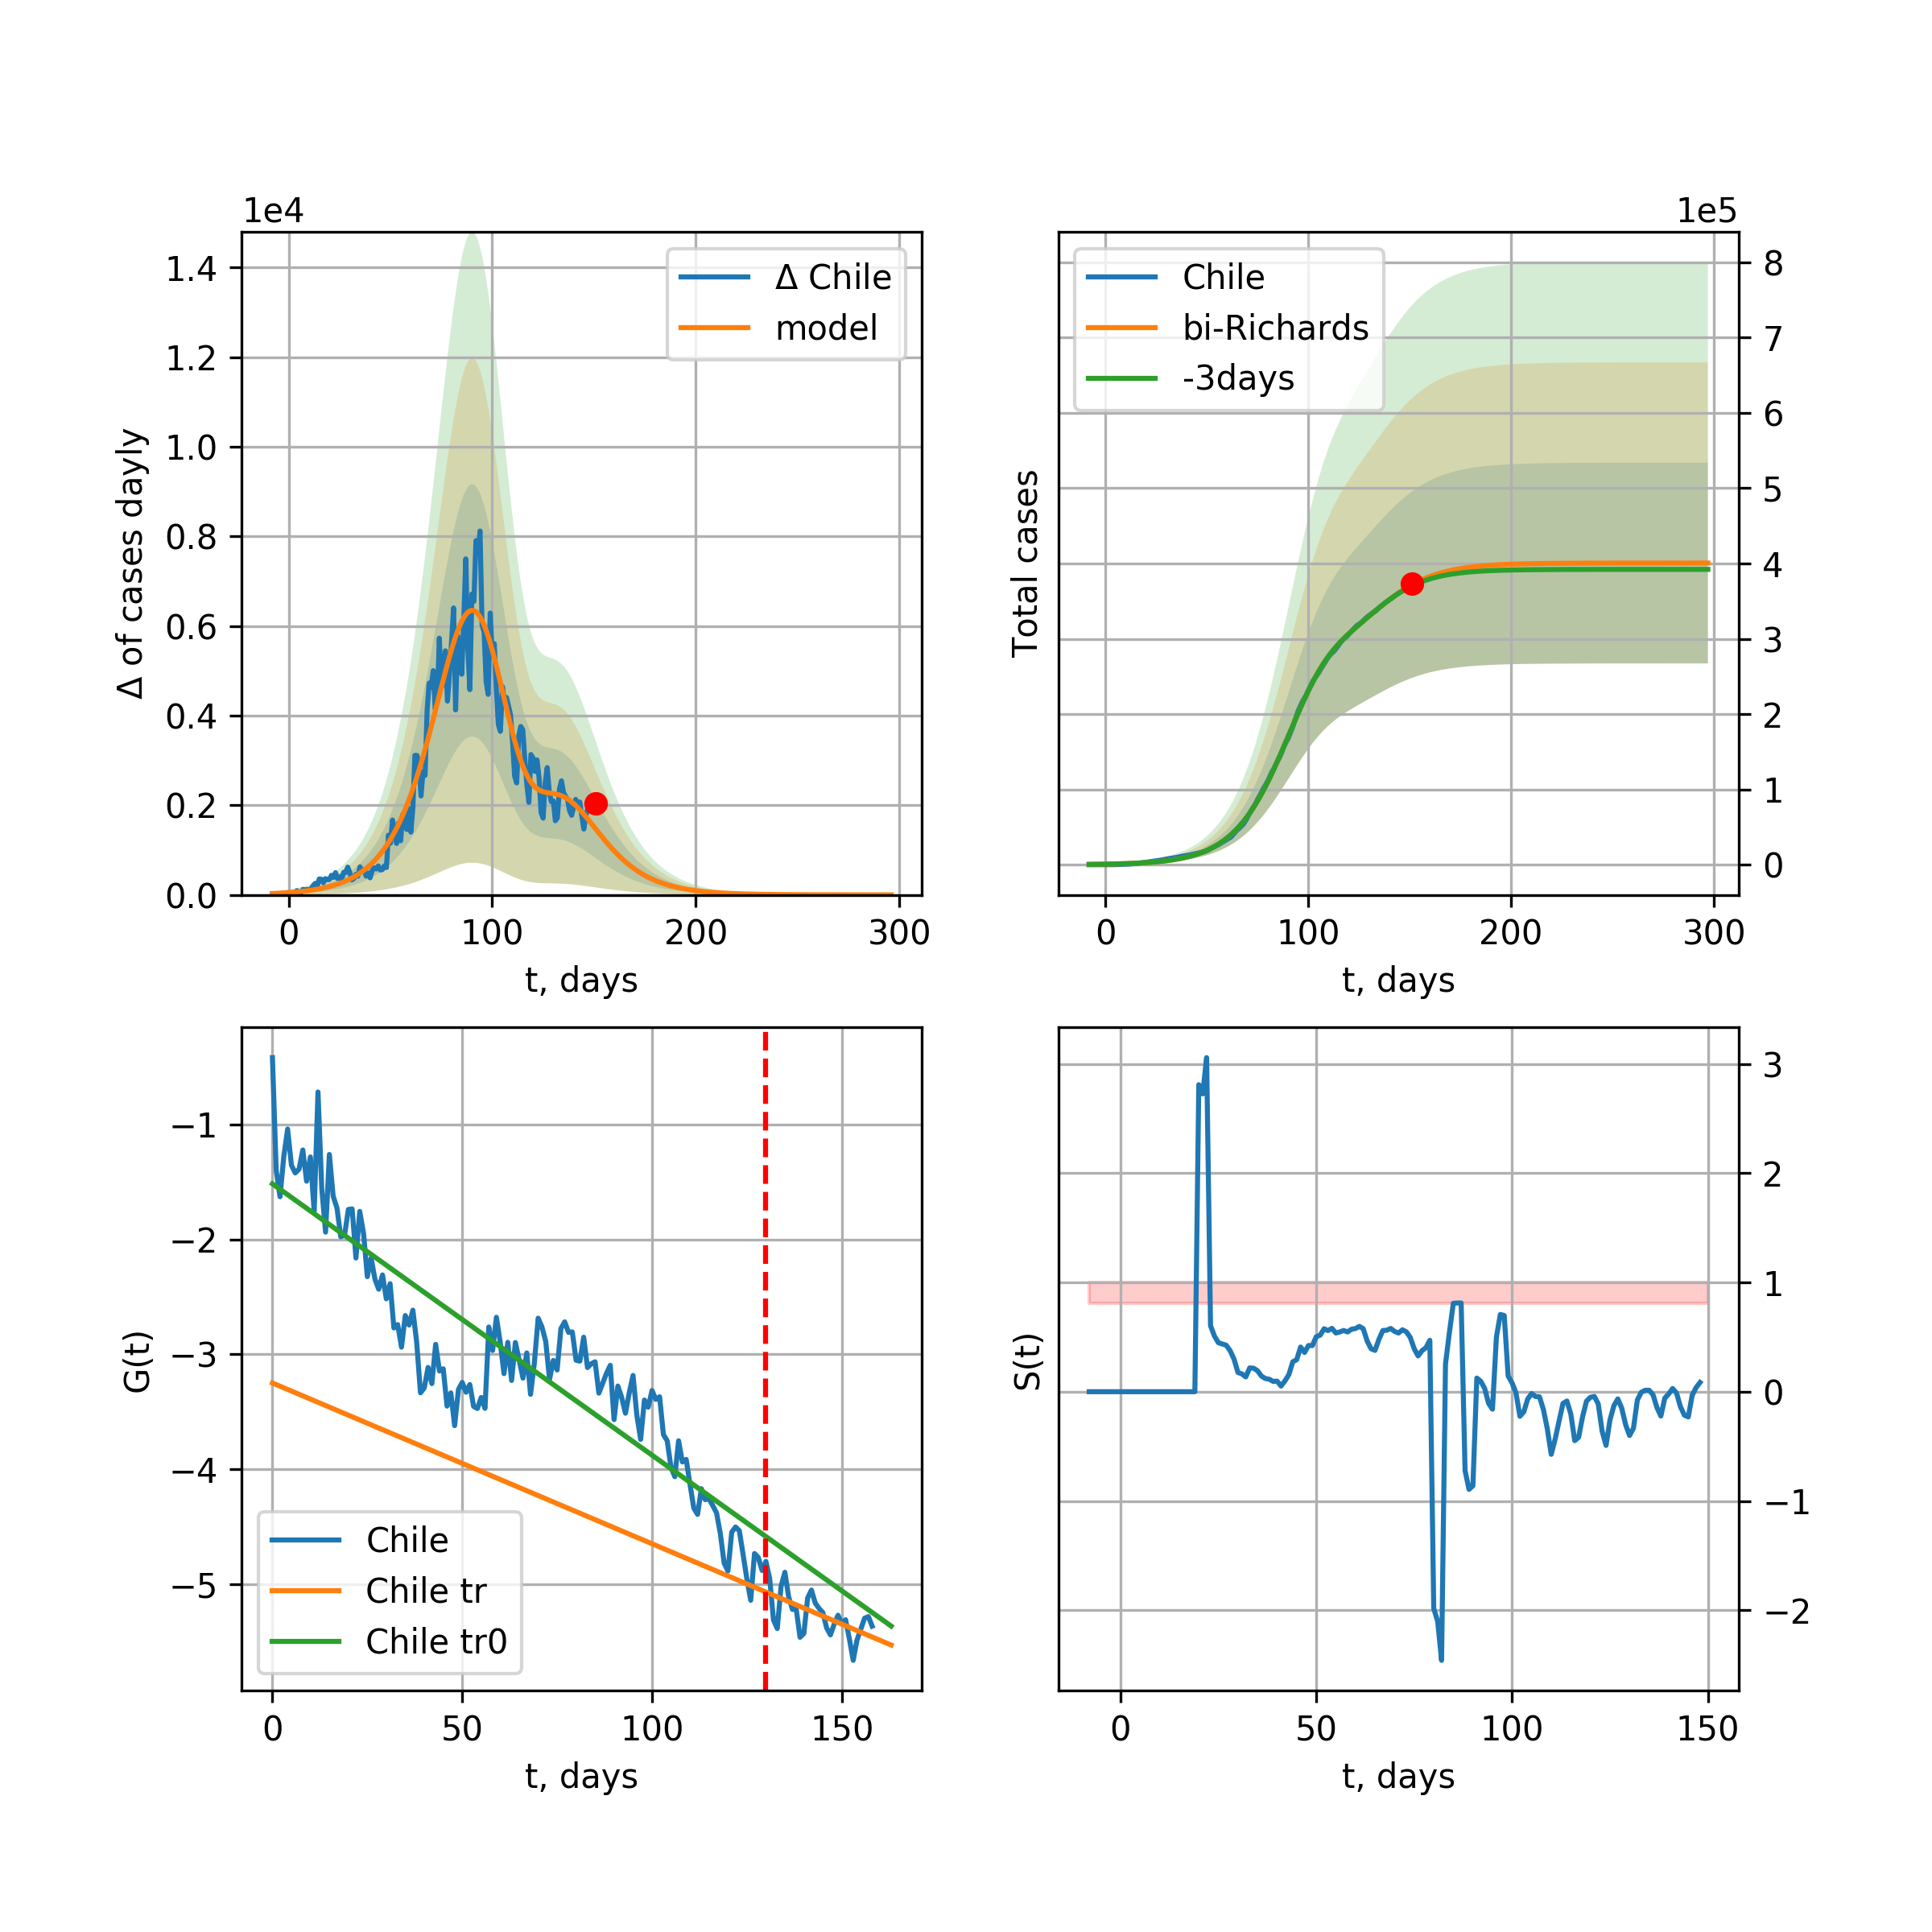 1e4
Δ of cases dayly
1.4
1.2
1.0
0.8
0.6
0.4
0.2
0.0
Δ Chile
model
0 100 200 300
t, days
1e5
Total cases
8
7
6
5
4
3
2
1
0
Chile
bi-Richards
-3days
0 100 200 300
t, days
G(t)
−1
−2
−3
−4
−5
Chile
Chile tr
Chile tr0
0 50 100 150
t, days
S(t)
3
2
1
0
−1
−2
0 50 100 150
t, days